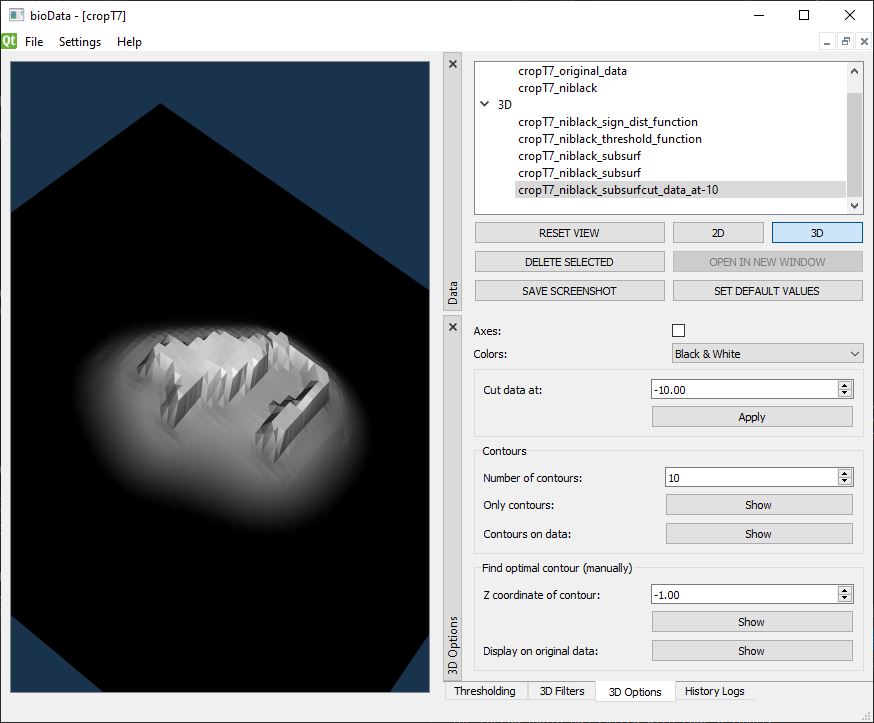 bioData - [cropT7]
Qt File Settings Help
cropT7_original_data
cropT7_niblack
3D
cropT7_niblack_sign_dist_function
cropT7_niblack_threshold_function
cropT7_niblack_subsurf
cropT7_niblack_subsurf
cropT7_niblack_subsurfcut_data_at-10
RESET VIEW 2D 3D
DELETE SELECTED OPEN IN NEW WINDOW
SAVE SCREENSHOT SET DEFAULT VALUES
Data
Axes:
Colors: Black & White
Cut data at: -10.00
Apply
Contours
Number of contours: 10
Only contours: Show
Contours on data: Show
Find optimal contour (manually)
Z coordinate of contour: -1.00
Show
Display on original data: Show
3D Options
Thresholding 3D Filters 3D Options History Logs